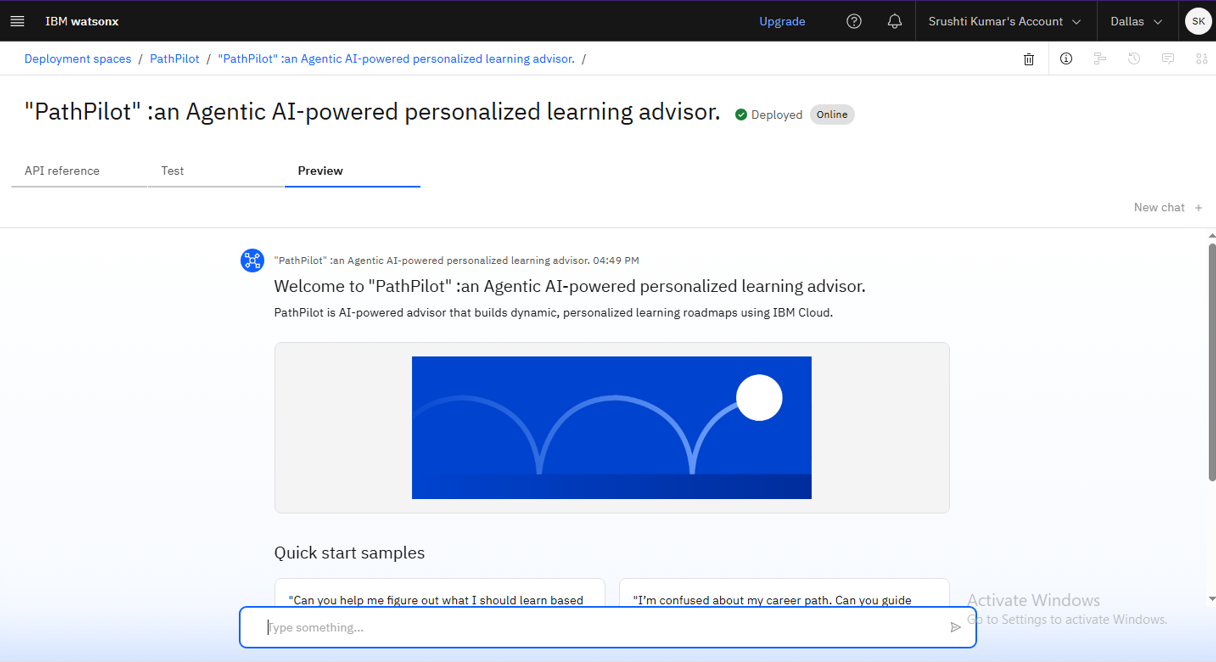 IBM watsonx
Upgrade
Srushti Kumar's Account
Dallas
SK
Deployment spaces / PathPilot / "PathPilot" :an Agentic AI-powered personalized learning advisor. /
"PathPilot" :an Agentic AI-powered personalized learning advisor.
Deployed
Online
API reference
Test
Preview
New chat +
"PathPilot" :an Agentic AI-powered personalized learning advisor. 04:49 PM
Welcome to "PathPilot" :an Agentic AI-powered personalized learning advisor.
PathPilot is AI-powered advisor that builds dynamic, personalized learning roadmaps using IBM Cloud.
Quick start samples
"Can you help me figure out what I should learn based
"I'm confused about my career path. Can you guide
Type something...
Activate Windows
Go to Settings to activate Windows.